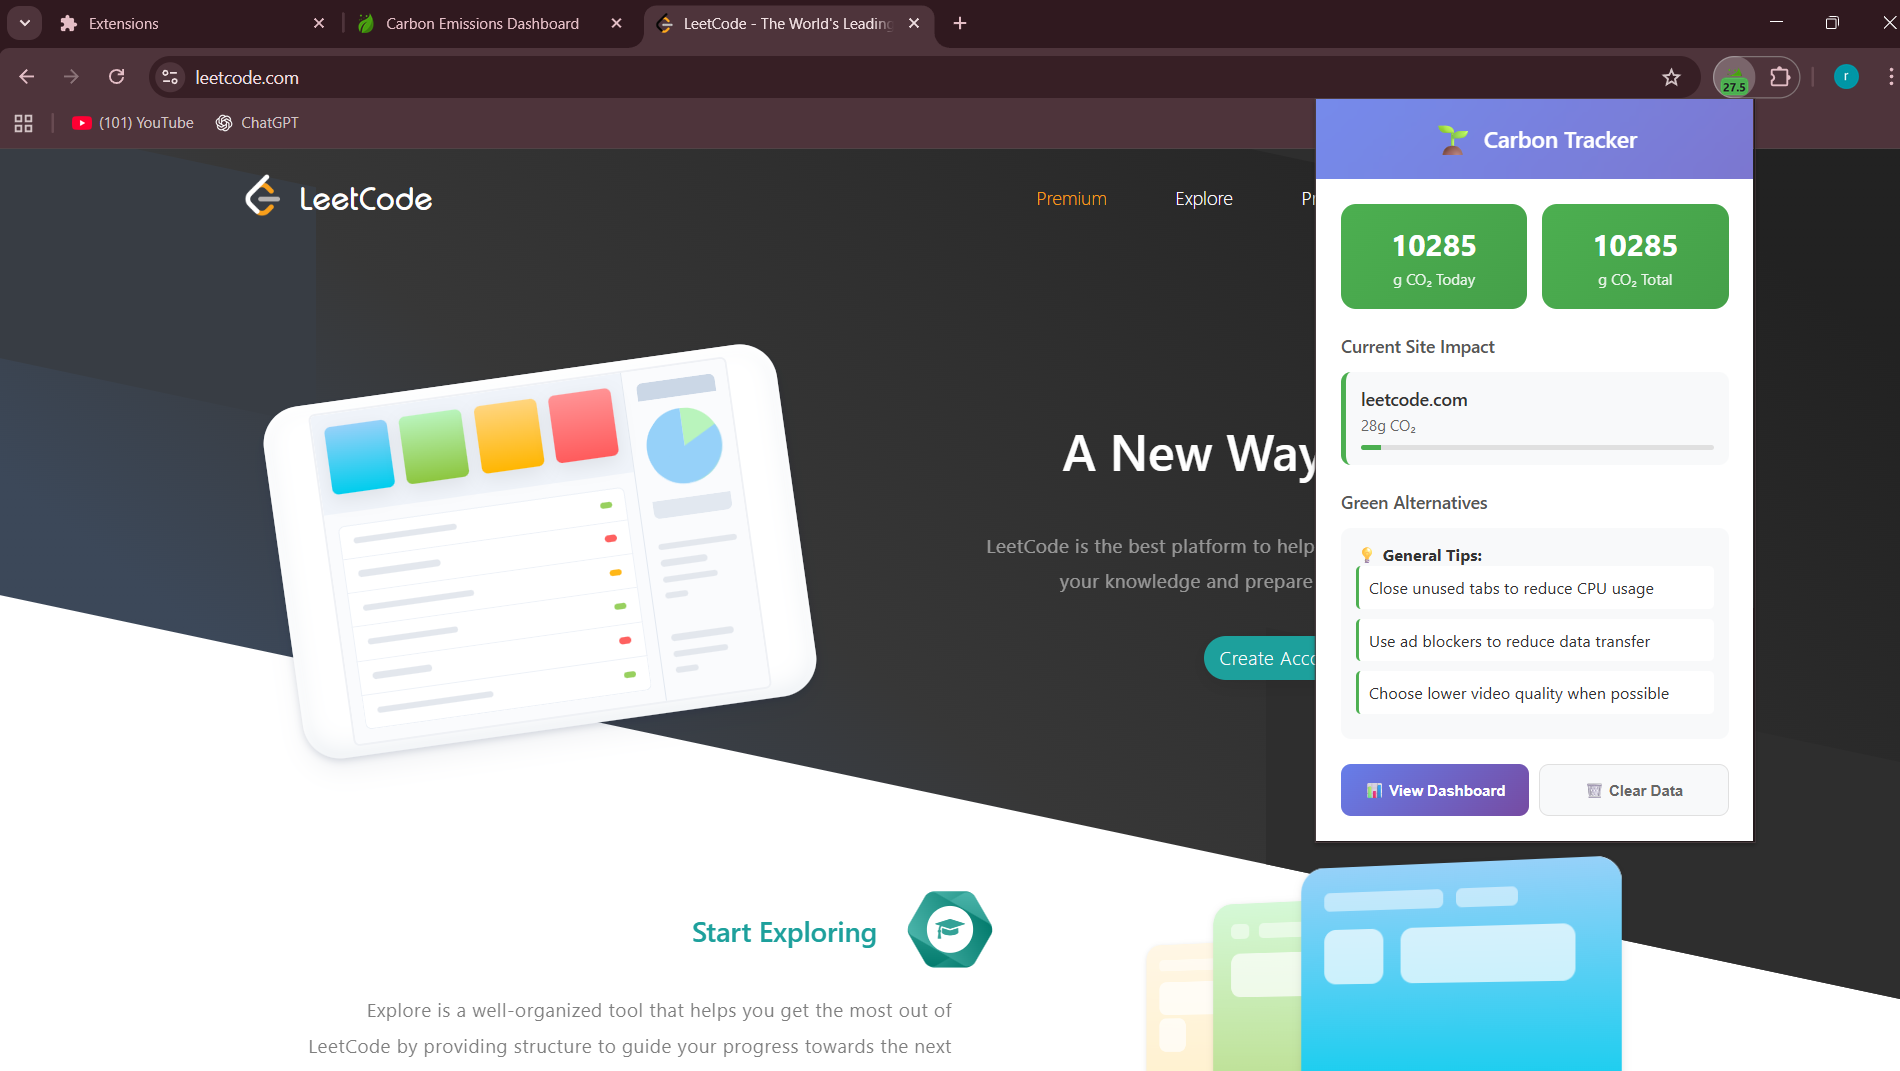 Extensions
Carbon Emissions Dashboard
LeetCode - The World's Leading
leetcode.com
27.5
r
(101) YouTube
ChatGPT
LeetCode
Premium
Explore
Pr
Carbon Tracker
10285
g CO₂ Today
10285
g CO₂ Total
Current Site Impact
leetcode.com
28g CO₂
Green Alternatives
General Tips:
Close unused tabs to reduce CPU usage
Use ad blockers to reduce data transfer
Choose lower video quality when possible
View Dashboard
Clear Data
A New Way
LeetCode is the best platform to help
your knowledge and prepare
Create Acco
Start Exploring
Explore is a well-organized tool that helps you get the most out of
LeetCode by providing structure to guide your progress towards the next